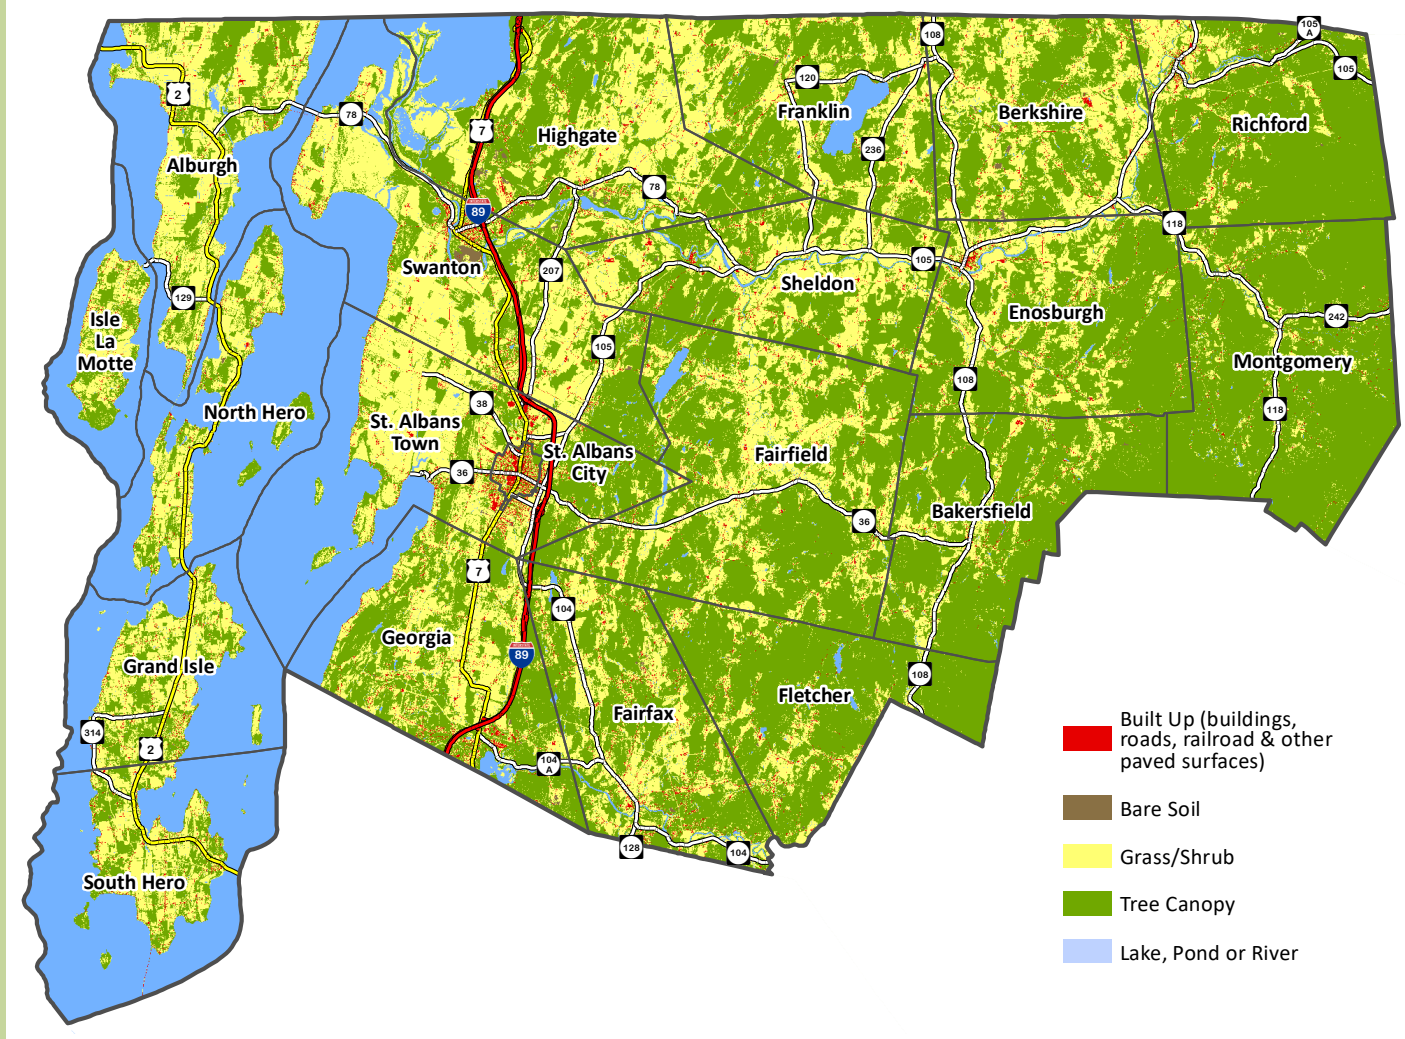 105
A
108
105
120
2
78
Franklin
Berkshire
Richford
7
Highgate
236
Alburgh
78
89
118
Swanton
207
105
Sheldon
129
Enosburgh
242
Isle
La
Motte
105
Montgomery
108
38
118
North Hero
St. Albans
Town
St. Albans
City
Fairfield
36
36
Bakersfield
7
104
Georgia
89
Grand Isle
108
Fletcher
Fairfax
314
2
104
A
128
104
South Hero
Built Up (buildings,
roads, railroad & other
paved surfaces)
Bare Soil
Grass/Shrub
Tree Canopy
Lake, Pond or River